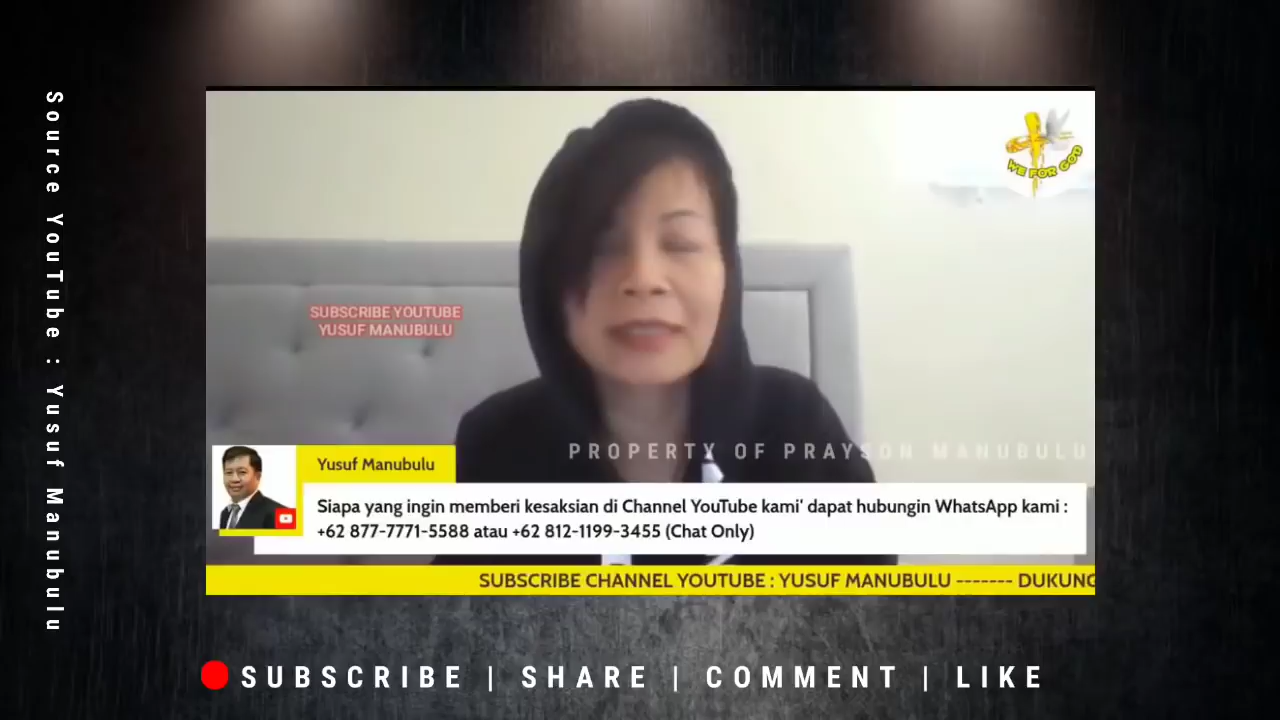 Source YouTube : Yusuf Manubulu
WE FOR GOD
SUBSCRIBE YOUTUBE
YUSUF MANUBULU
PROPERTY OF PRAYSON MANUBULU
Yusuf Manubulu
Siapa yang ingin memberi kesaksian di Channel YouTube kami' dapat hubungin WhatsApp kami :
+62 877-7771-5588 atau +62 812-1199-3455 (Chat Only)
SUBSCRIBE CHANNEL YOUTUBE : YUSUF MANUBULU ------- DUKUNG
SUBSCRIBE | SHARE | COMMENT | LIKE